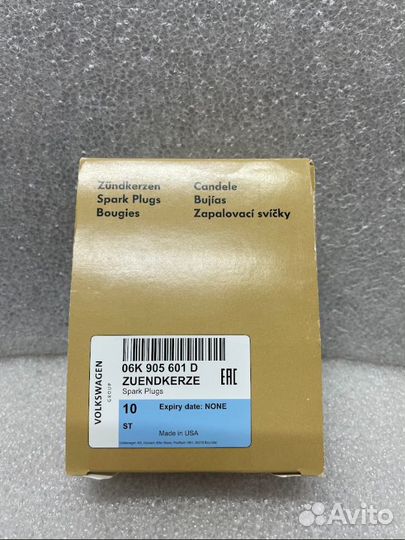 Zündkerzen
Spark Plugs
Bougies
Candele
Bujías
Zapalovací svíčky
VOLKSWAGEN
GROUP
06K 905 601 D
ZUENDKERZE
Spark Plugs
EAC
10
ST
Expiry date: NONE
Made in USA
Avito